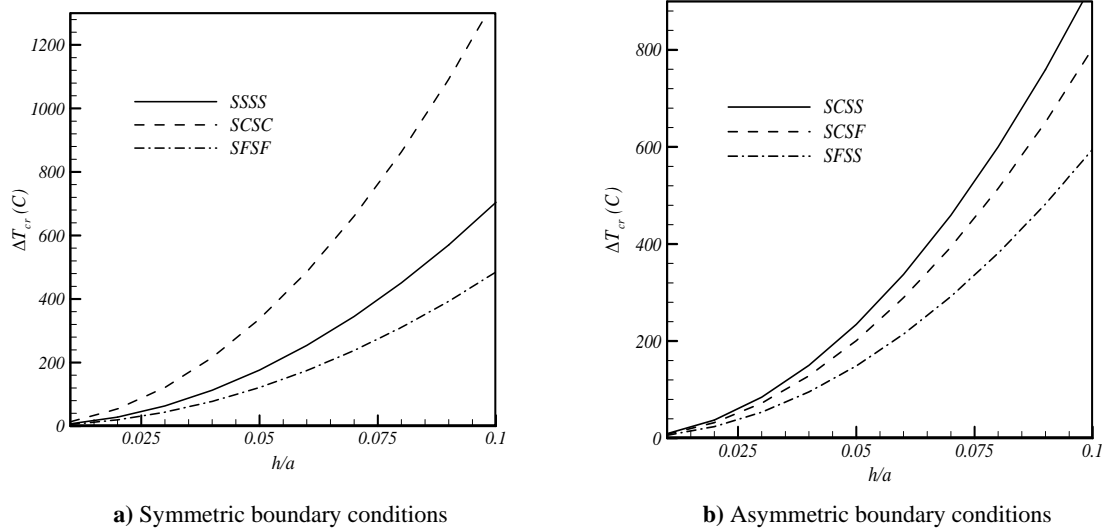 1200
1000
800
600
400
200
0
ΔT_cr (C)
SSSS
SCSC
SFSF
0.025
0.05
0.075
0.1
h/a
a) Symmetric boundary conditions
800
600
400
200
0
ΔT_cr (C)
SCSS
SCSF
SFSS
0.025
0.05
0.075
0.1
h/a
b) Asymmetric boundary conditions